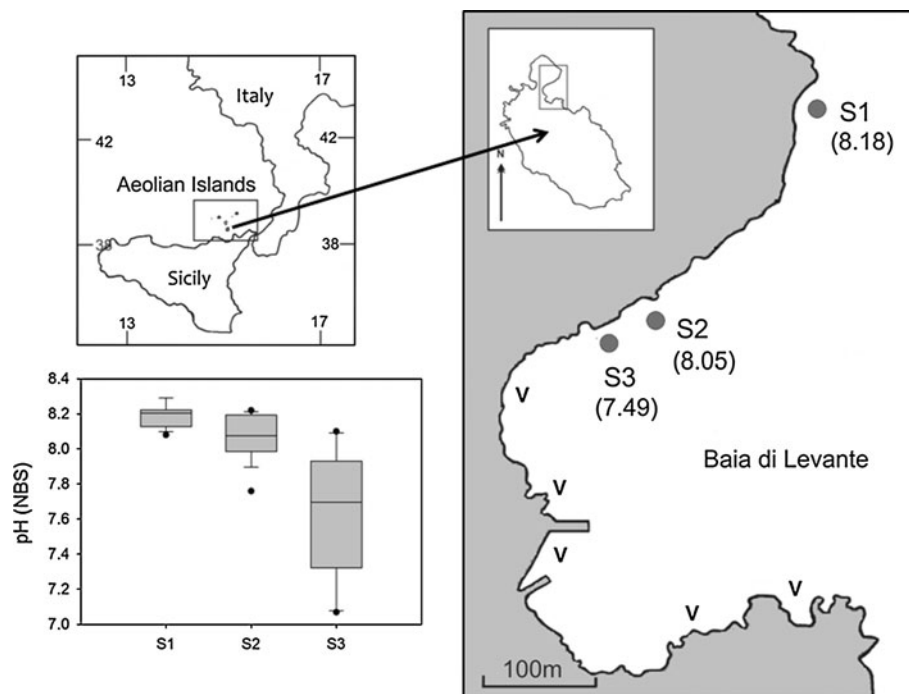 13
17
Italy
42
42
Aeolian Islands
38
38
Sicily
13
17
8.4
8.2
8.0
7.8
7.6
7.4
7.2
7.0
pH (NBS)
S1
S2
S3
N
S1
(8.18)
S2
(8.05)
S3
(7.49)
V
Baia di Levante
V
V
V
V
100m